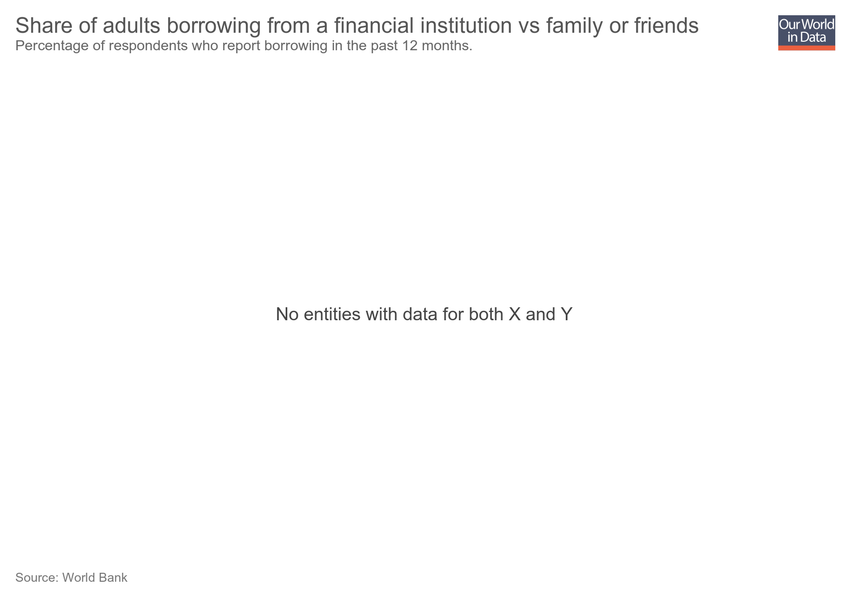 Share of adults borrowing from a financial institution vs family or friends
Percentage of respondents who report borrowing in the past 12 months.
Our World
in Data
No entities with data for both X and Y
Source: World Bank